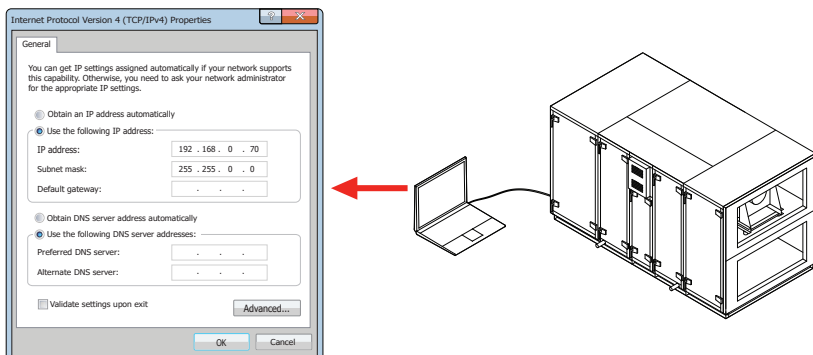 Internet Protocol Version 4 (TCP/IPv4) Properties
?
X
General
You can get IP settings assigned automatically if your network supports
this capability. Otherwise, you need to ask your network administrator
for the appropriate IP settings.
Obtain an IP address automatically
Use the following IP address:
IP address: 192 . 168 . 0 . 70
Subnet mask: 255 . 255 . 0 . 0
Default gateway: . . .
Obtain DNS server address automatically
Use the following DNS server addresses:
Preferred DNS server: . . .
Alternate DNS server: . . .
Validate settings upon exit
Advanced...
OK Cancel